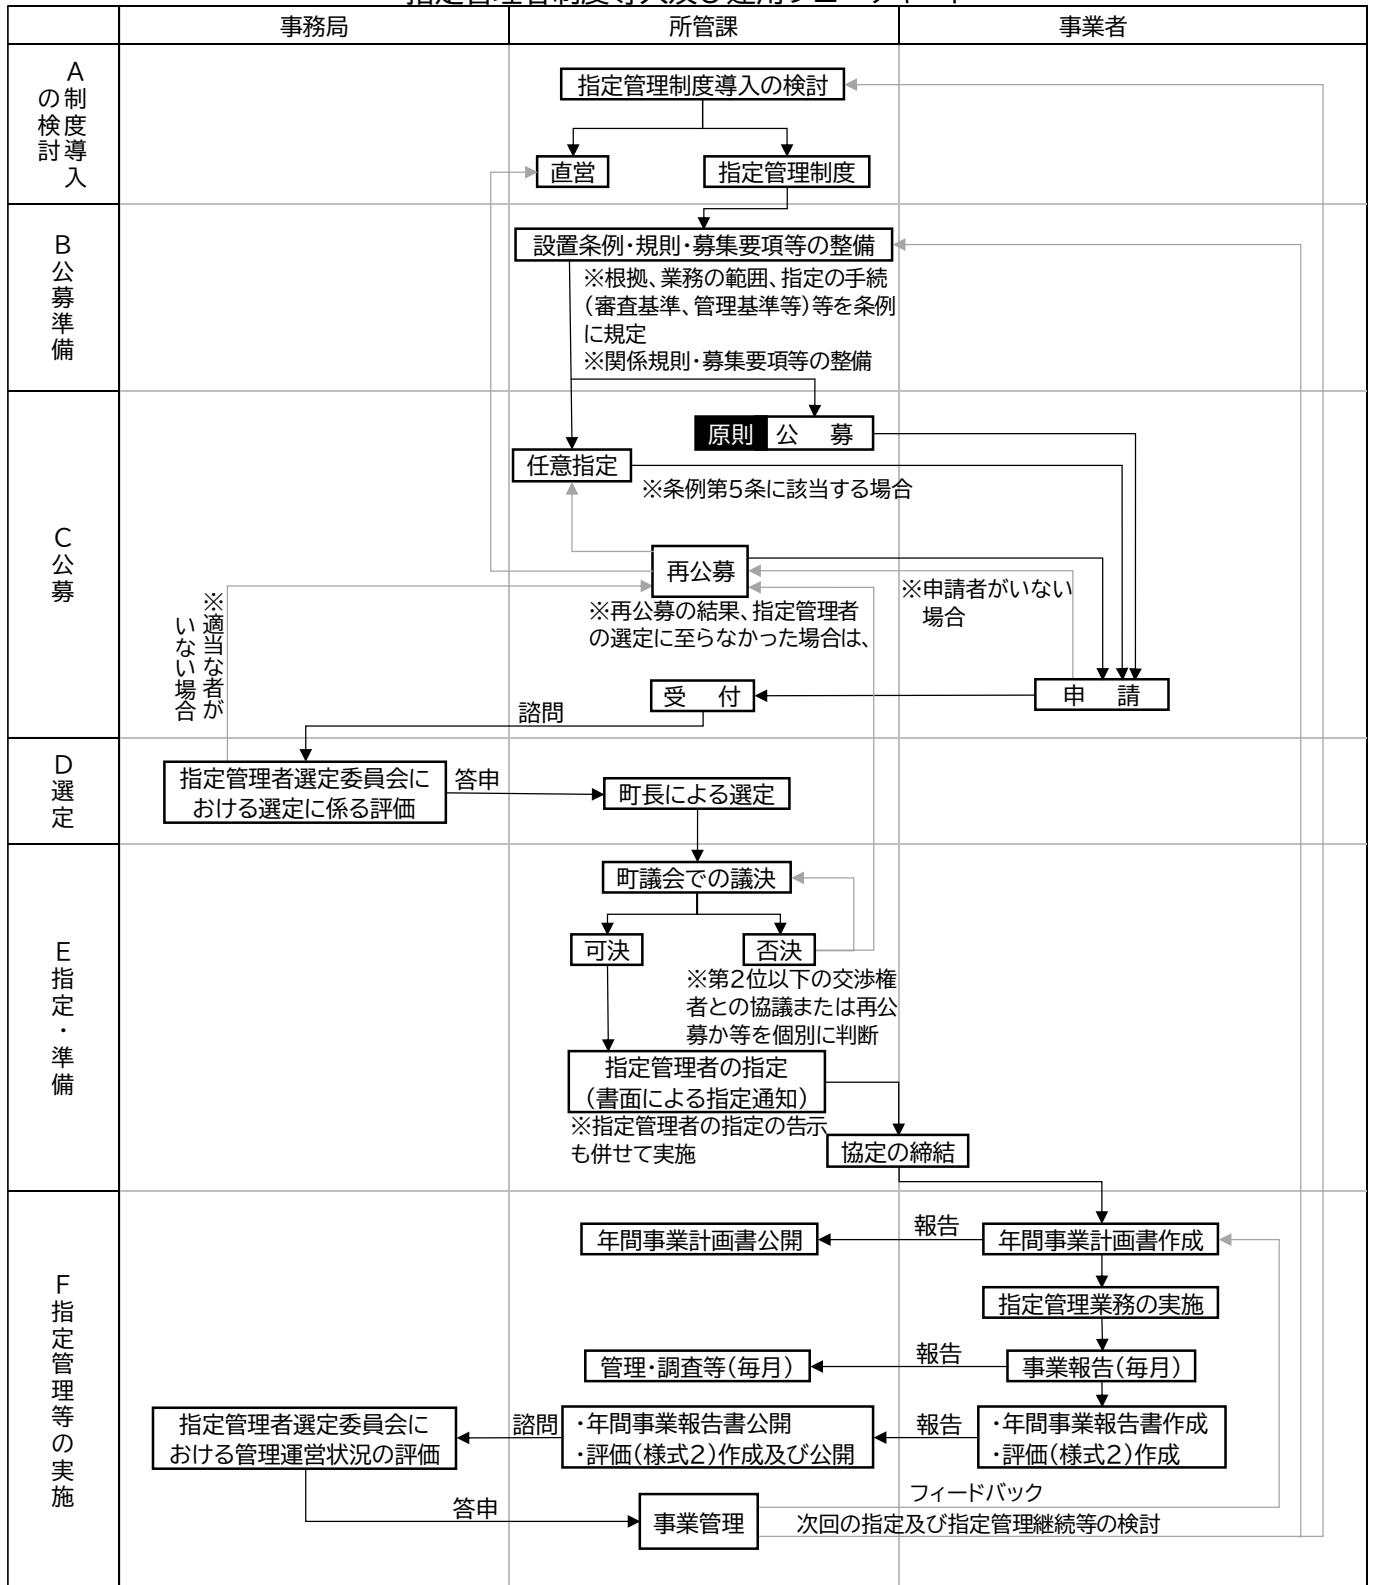 指定管理者制度導入及び運用フローチャート
事務局
所管課
事業者
A制度導入
の検討
指定管理制度導入の検討
直営
指定管理制度
B公募準備
設置条例・規則・募集要項等の整備
※根拠、業務の範囲、指定の手続
(審査基準、管理基準等)等を条例
に規定
※関係規則・募集要項等の整備
C公募
原則 公　募
任意指定
※条例第5条に該当する場合
再公募
※申請者がいない
場合
※再公募の結果、指定管理者
の選定に至らなかった場合は、
※適当な者が
いない場合
受　付
申　請
諮問
D選定
指定管理者選定委員会に
おける選定に係る評価
答申
町長による選定
E指定・準備
町議会での議決
可決
否決
※第2位以下の交渉権
者との協議または再公
募か等を個別に判断
指定管理者の指定
(書面による指定通知)
※指定管理者の指定の告示
も併せて実施
協定の締結
F指定管理等の実施
年間事業計画書公開
報告
年間事業計画書作成
指定管理業務の実施
管理・調査等(毎月)
報告
事業報告(毎月)
指定管理者選定委員会に
おける管理運営状況の評価
諮問
・年間事業報告書公開
・評価(様式2)作成及び公開
報告
・年間事業報告書作成
・評価(様式2)作成
答申
事業管理
フィードバック
次回の指定及び指定管理継続等の検討